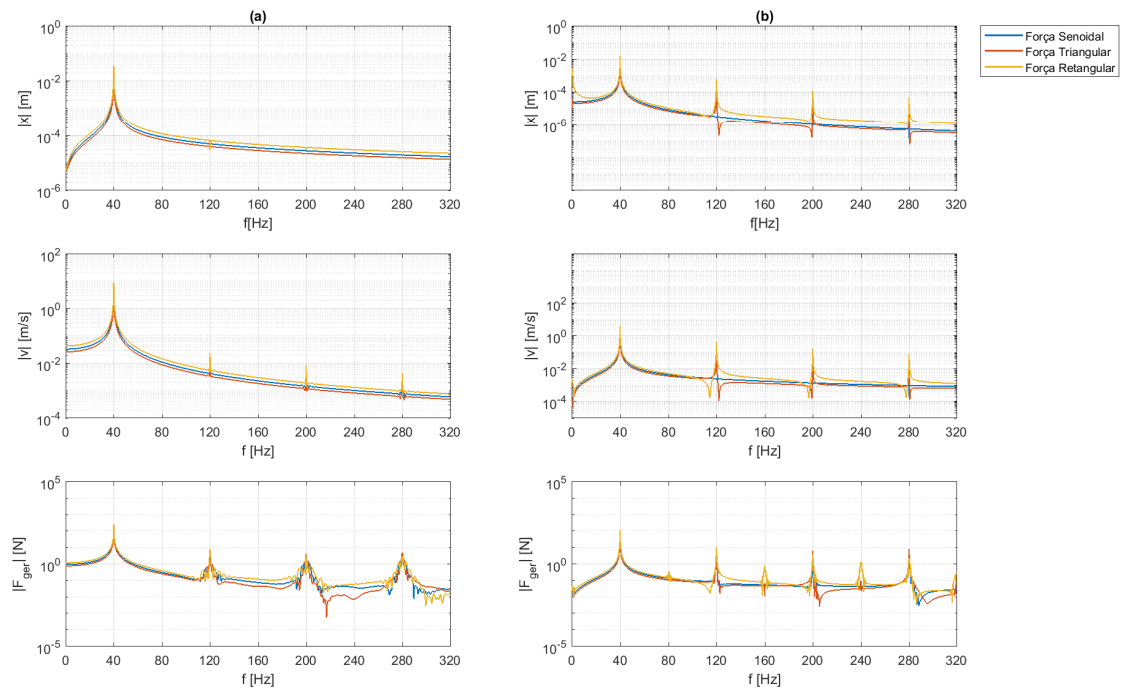 (a)
(b)
Força Senoidal
Força Triangular
Força Retangular
|x| [m]
10^0
10^-2
10^-4
10^-6
0 40 80 120 160 200 240 280 320
f[Hz]
|x| [m]
10^0
10^-2
10^-4
10^-6
0 40 80 120 160 200 240 280 320
f[Hz]
|v| [m/s]
10^2
10^0
10^-2
10^-4
0 40 80 120 160 200 240 280 320
f [Hz]
|v| [m/s]
10^2
10^0
10^-2
10^-4
0 40 80 120 160 200 240 280 320
f [Hz]
|F_ger| [N]
10^5
10^0
10^-5
0 40 80 120 160 200 240 280 320
f [Hz]
|F_ger| [N]
10^5
10^0
10^-5
0 40 80 120 160 200 240 280 320
f [Hz]